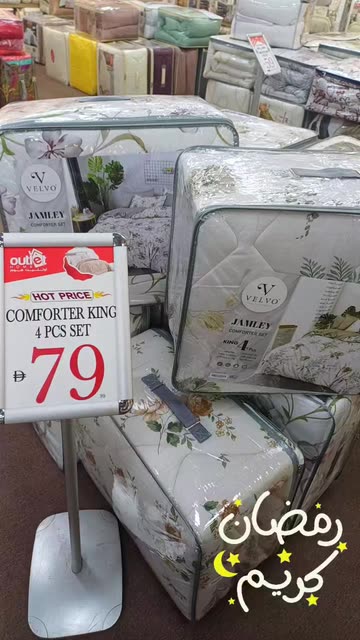 outlet
HOT PRICE
COMFORTER KING
4 PCS SET
79
V
VELVO
JAMLEY
COMFORTER SET
V
VELVO
JAMLEY
COMFORTER SET
KING 4
رمضان
كريم